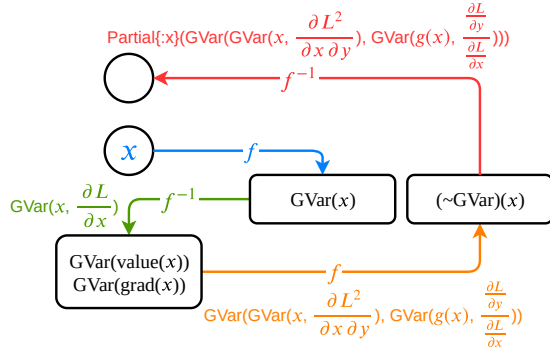 Partial{:x}(GVar(GVar(x, ∂L²/∂x ∂y), GVar(g(x), ∂L/∂y / ∂L/∂x)))
f⁻¹
x
f
GVar(x, ∂L/∂x)
f⁻¹
GVar(x)
(~GVar)(x)
GVar(value(x))
GVar(grad(x))
f
GVar(GVar(x, ∂L²/∂x ∂y), GVar(g(x), ∂L/∂y / ∂L/∂x))